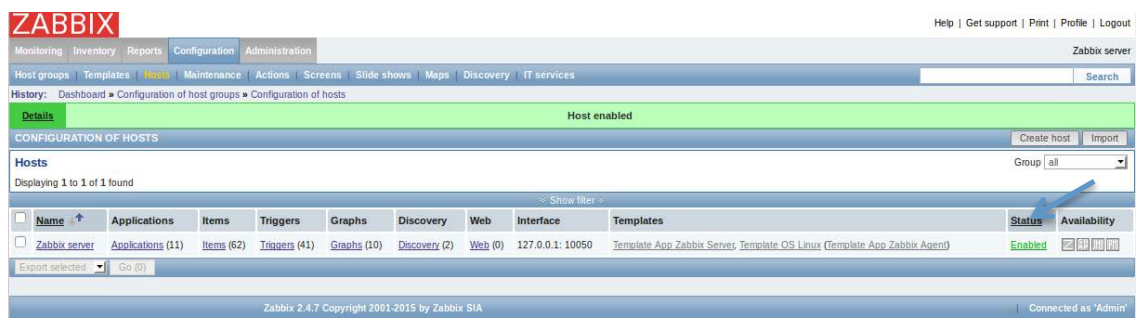 ZABBIX
Help | Get support | Print | Profile | Logout
Monitoring Inventory Reports Configuration Administration
Zabbix server
Host groups | Templates | Hosts | Maintenance | Actions | Screens | Slide shows | Maps | Discovery | IT services
Search
History: Dashboard » Configuration of host groups » Configuration of hosts
Details
Host enabled
CONFIGURATION OF HOSTS
Create host Import
Hosts
Group all
Displaying 1 to 1 of 1 found
Show filter
Name Applications Items Triggers Graphs Discovery Web Interface Templates Status Availability
Zabbix server Applications (11) Items (62) Triggers (41) Graphs (10) Discovery (2) Web (0) 127.0.0.1: 10050 Template App Zabbix Server, Template OS Linux (Template App Zabbix Agent) Enabled
Export selected Go (0)
Zabbix 2.4.7 Copyright 2001-2015 by Zabbix SIA
Connected as 'Admin'